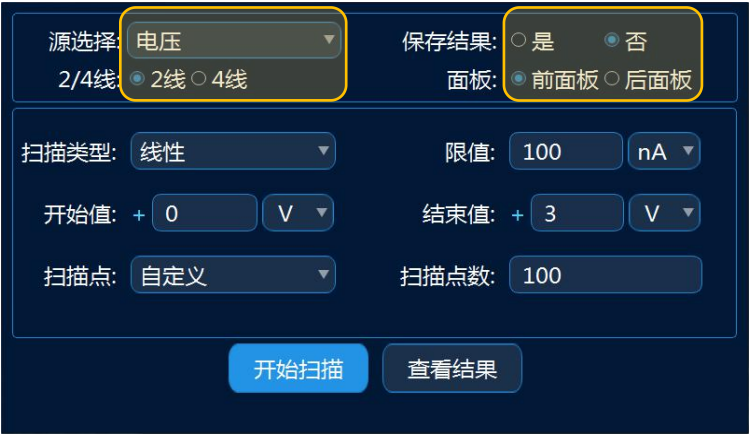 源选择: 电压 保存结果: 是 否
2/4线: 2线 4线 面板: 前面板 后面板
扫描类型: 线性 限值: 100 nA
开始值: + 0 V 结束值: + 3 V
扫描点: 自定义 扫描点数: 100
开始扫描 查看结果